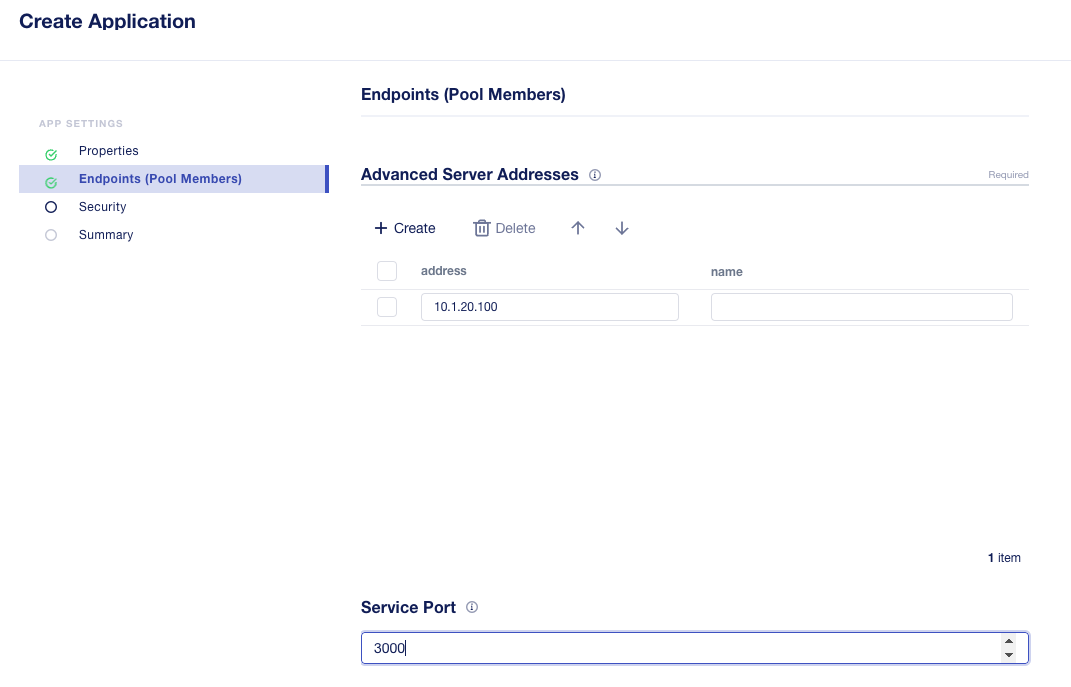 Create Application
APP SETTINGS
Properties
Endpoints (Pool Members)
Security
Summary
Endpoints (Pool Members)
Advanced Server Addresses
Required
Create Delete
address name
10.1.20.100
1 item
Service Port
3000